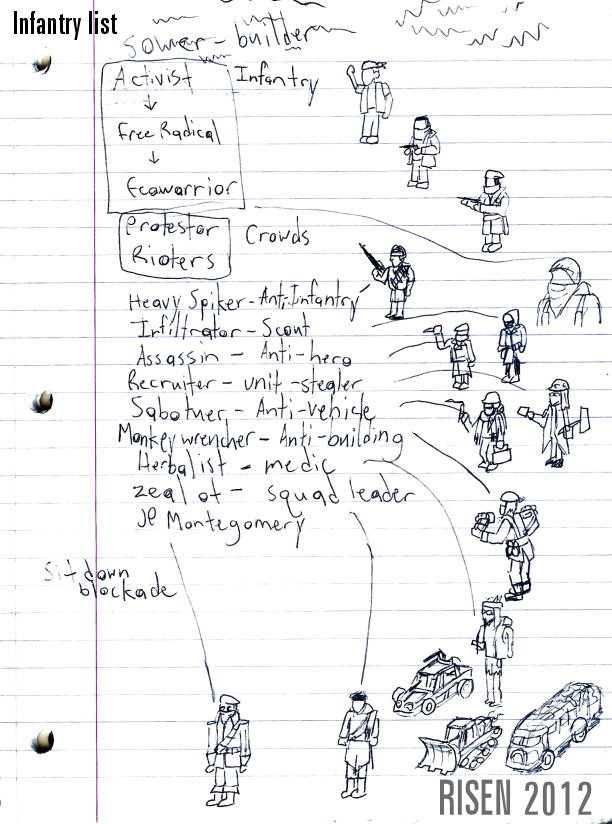 Infantry list
Sower - builder
Activist Infantry
↓
Free Radical
↓
Ecowarrior
Protestor Crowds
Rioters
Heavy Spiker - Anti-Infantry
Infiltrator - Scout
Assassin - Anti-hero
Recruiter - unit - stealer
Sabotuer - Anti-vehicle
Monkeywrencher - Anti-building
Herbalist - medic
Zealot - squad leader
JP Montegomery
Sit down
blockade
RISEN 2012